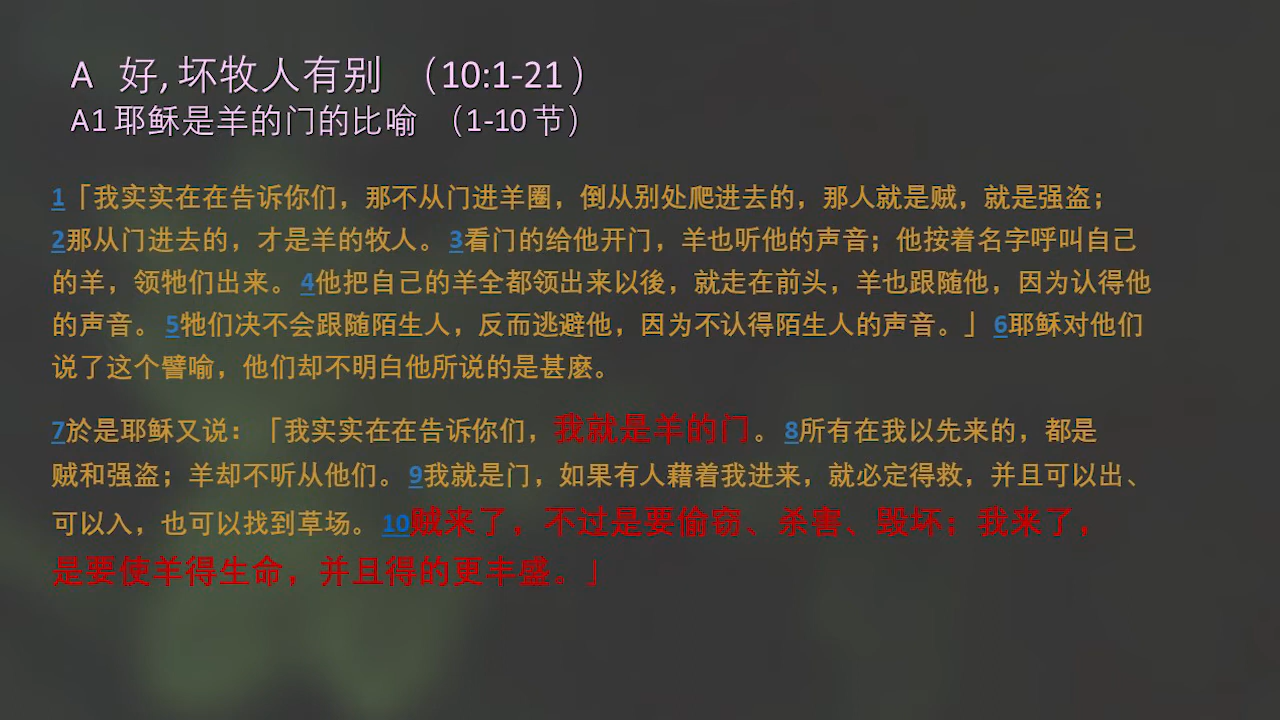 A 好, 坏牧人有别 （10:1-21 ）
A1 耶稣是羊的门的比喻 （1-10 节）
1「我实实在在告诉你们，那不从门进羊圈，倒从别处爬进去的，那人就是贼，就是强盗；
2那从门进去的，才是羊的牧人。3看门的给他开门，羊也听他的声音；他按着名字呼叫自己
的羊，领牠们出来。4他把自己的羊全都领出来以後，就走在前头，羊也跟随他，因为认得他
的声音。5牠们决不会跟随陌生人，反而逃避他，因为不认得陌生人的声音。」6耶稣对他们
说了这个譬喻，他们却不明白他所说的是甚麽。
7於是耶稣又说：「我实实在在告诉你们，我就是羊的门。8所有在我以先来的，都是
贼和强盗；羊却不听从他们。9我就是门，如果有人藉着我进来，就必定得救，并且可以出、
可以入，也可以找到草场。10贼来了，不过是要偷窃、杀害、毁坏；我来了，
是要使羊得生命，并且得的更丰盛。」